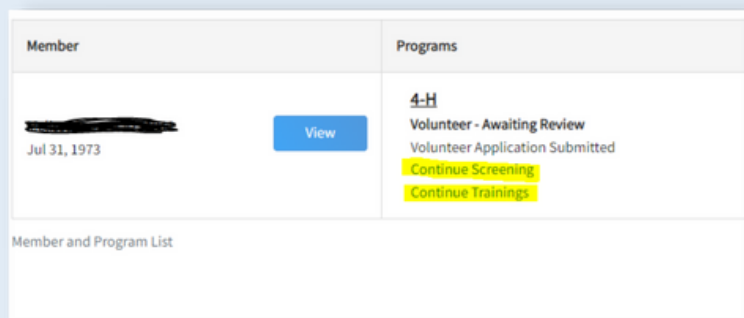 Member
Programs
Jul 31, 1973
View
4-H
Volunteer - Awaiting Review
Volunteer Application Submitted
Continue Screening
Continue Trainings
Member and Program List